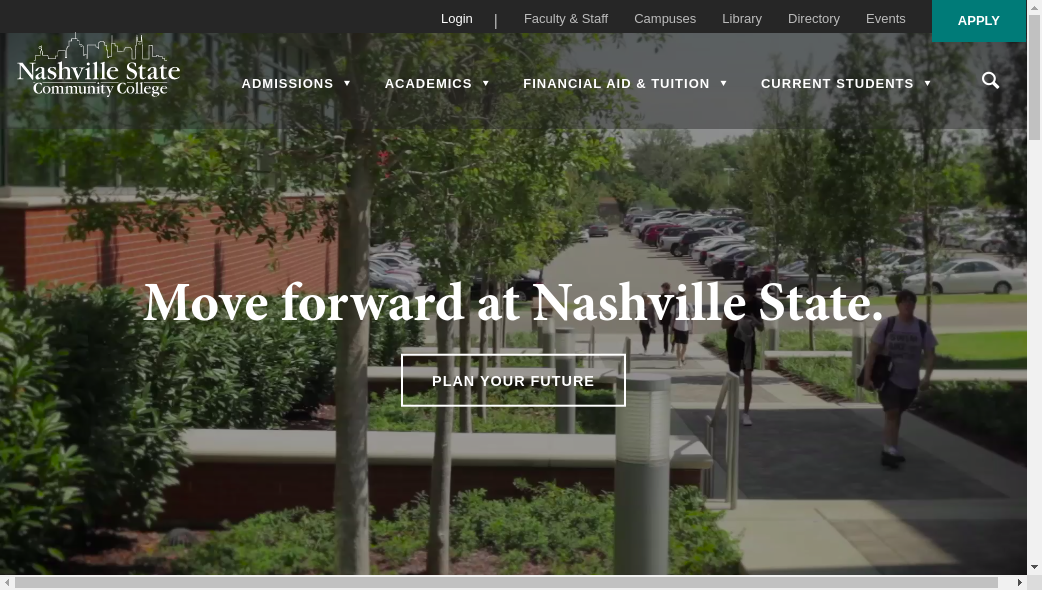 Login | Faculty & Staff Campuses Library Directory Events APPLY
Nashville State
Community College
ADMISSIONS ▼ ACADEMICS ▼ FINANCIAL AID & TUITION ▼ CURRENT STUDENTS ▼
Move forward at Nashville State.
PLAN YOUR FUTURE